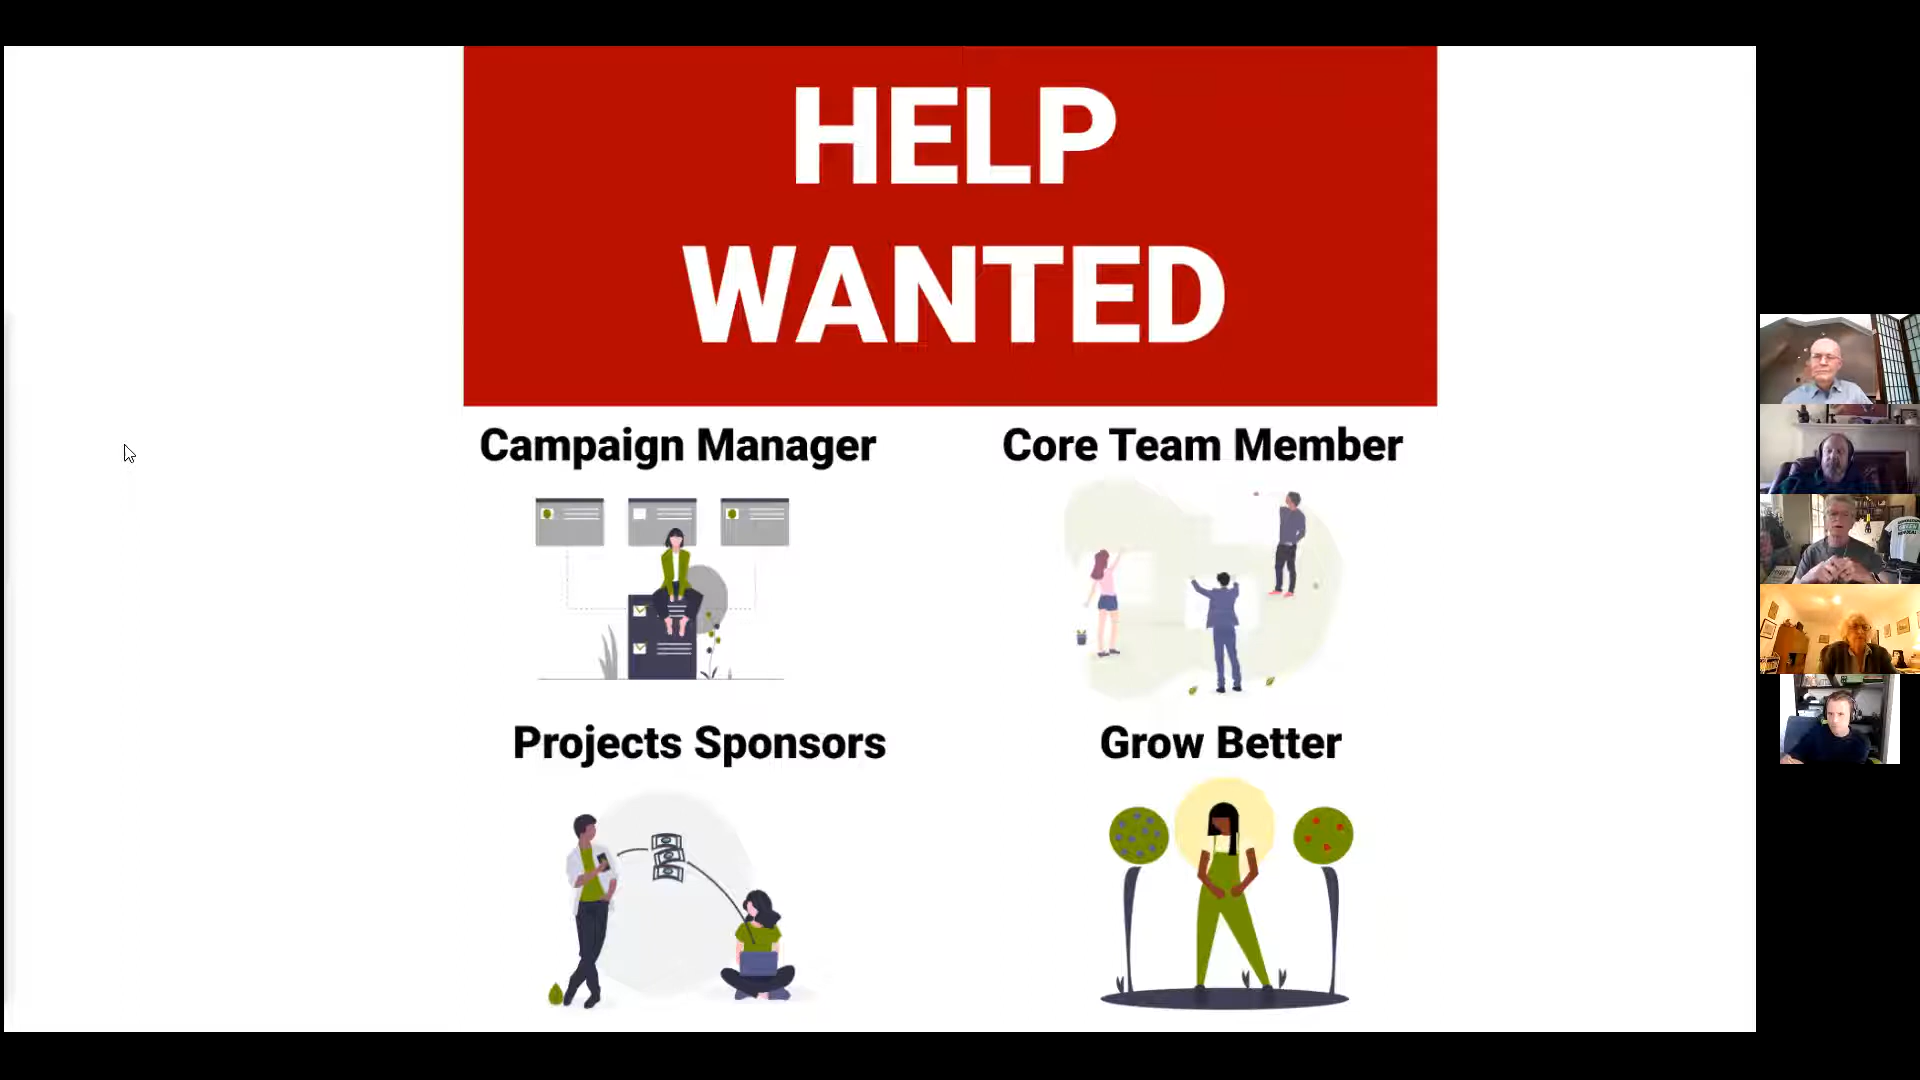 HELP
WANTED
Campaign Manager
Core Team Member
Projects Sponsors
Grow Better